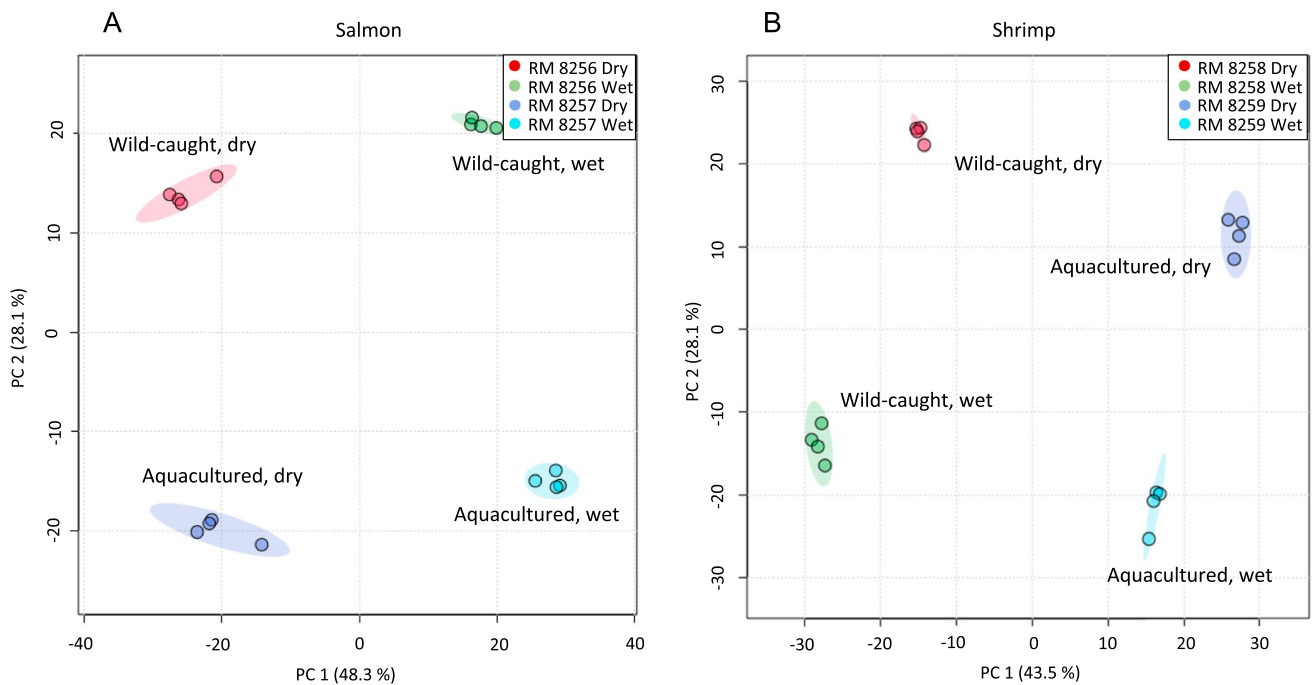 A
Salmon
RM 8256 Dry
RM 8256 Wet
RM 8257 Dry
RM 8257 Wet
Wild-caught, dry
Wild-caught, wet
Aquacultured, dry
Aquacultured, wet
20
10
0
-10
-20
PC 2 (28.1 %)
-40
-20
0
20
40
PC 1 (48.3 %)
B
Shrimp
RM 8258 Dry
RM 8258 Wet
RM 8259 Dry
RM 8259 Wet
Wild-caught, dry
Aquacultured, dry
Wild-caught, wet
Aquacultured, wet
30
20
10
0
-10
-20
-30
PC 2 (28.1 %)
-30
-20
-10
0
10
20
30
PC 1 (43.5 %)